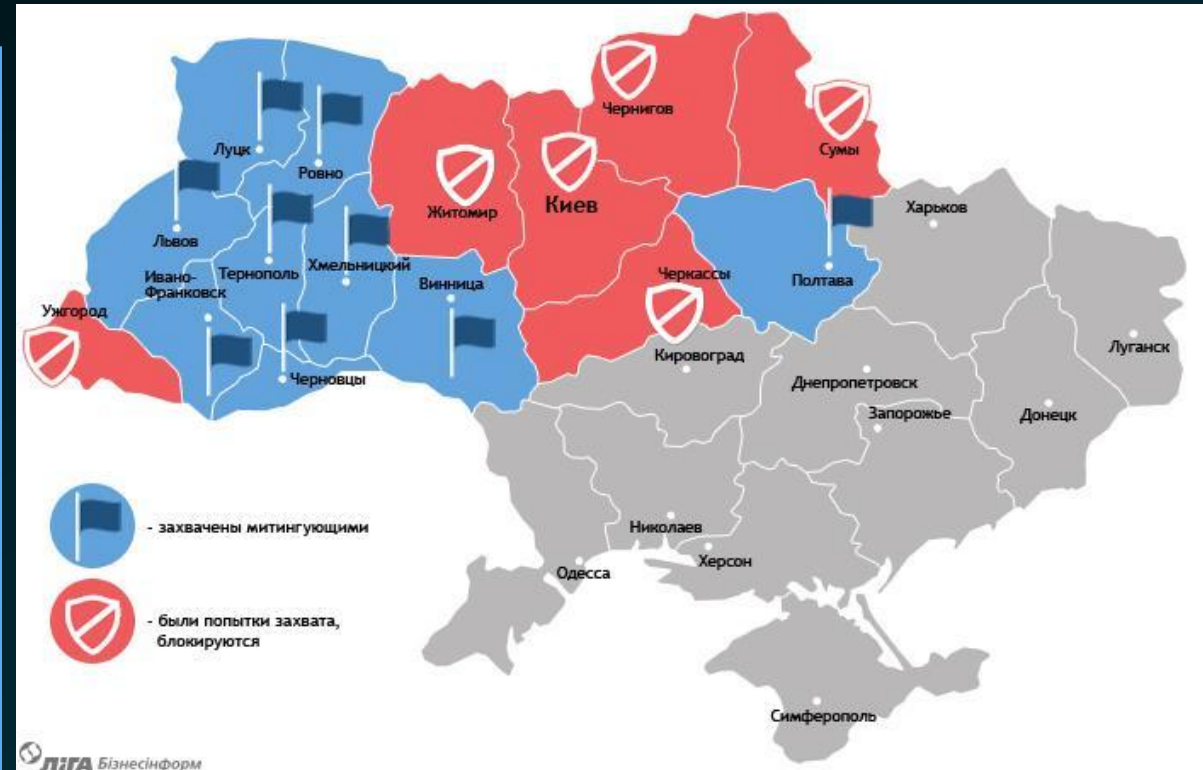 Чернигов
Сумы
Луцк
Ровно
Житомир
Киев
Харьков
Львов
Тернополь
Хмельницкий
Ивано-
Франковск
Винница
Черкассы
Полтава
Ужгород
Черновцы
Кировоград
Луганск
Днепропетровск
Запорожье
Донецк
- захвачены митингующими
Николаев
Херсон
Одесса
- были попытки захвата,
блокируются
Симферополь
ЛІГА Бізнесінформ